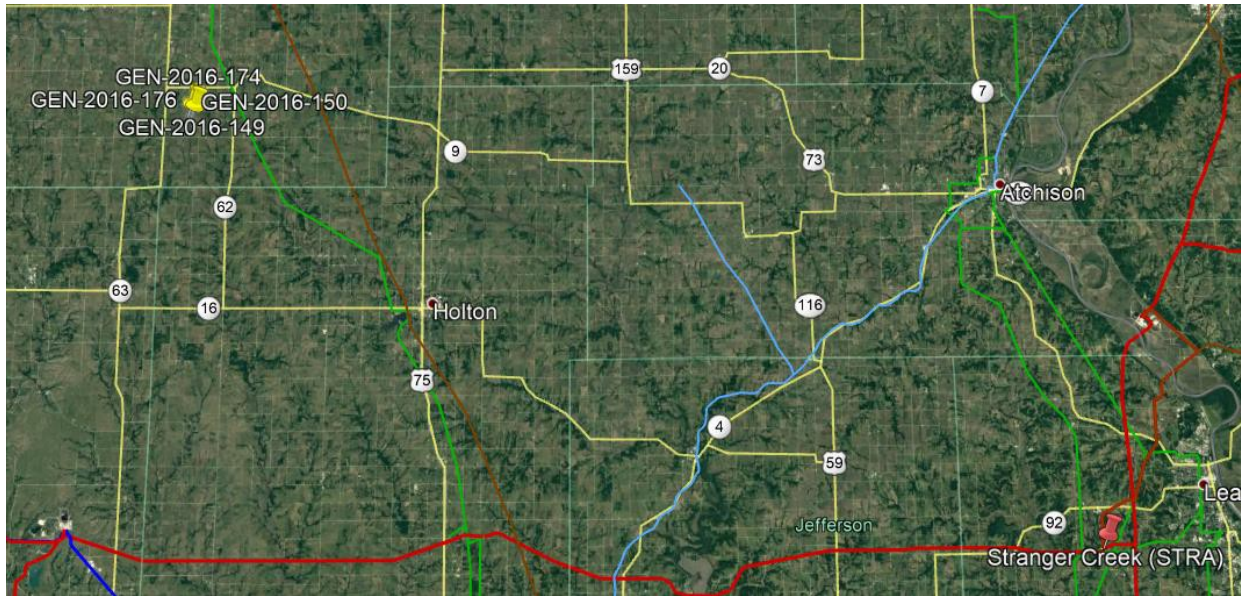 GEN-2016-174
GEN-2016-176
GEN-2016-150
GEN-2016-149
159
20
7
9
73
62
Atchison
63
16
Holton
116
75
4
59
Jefferson
92
Lea
Stranger Creek (STRA)